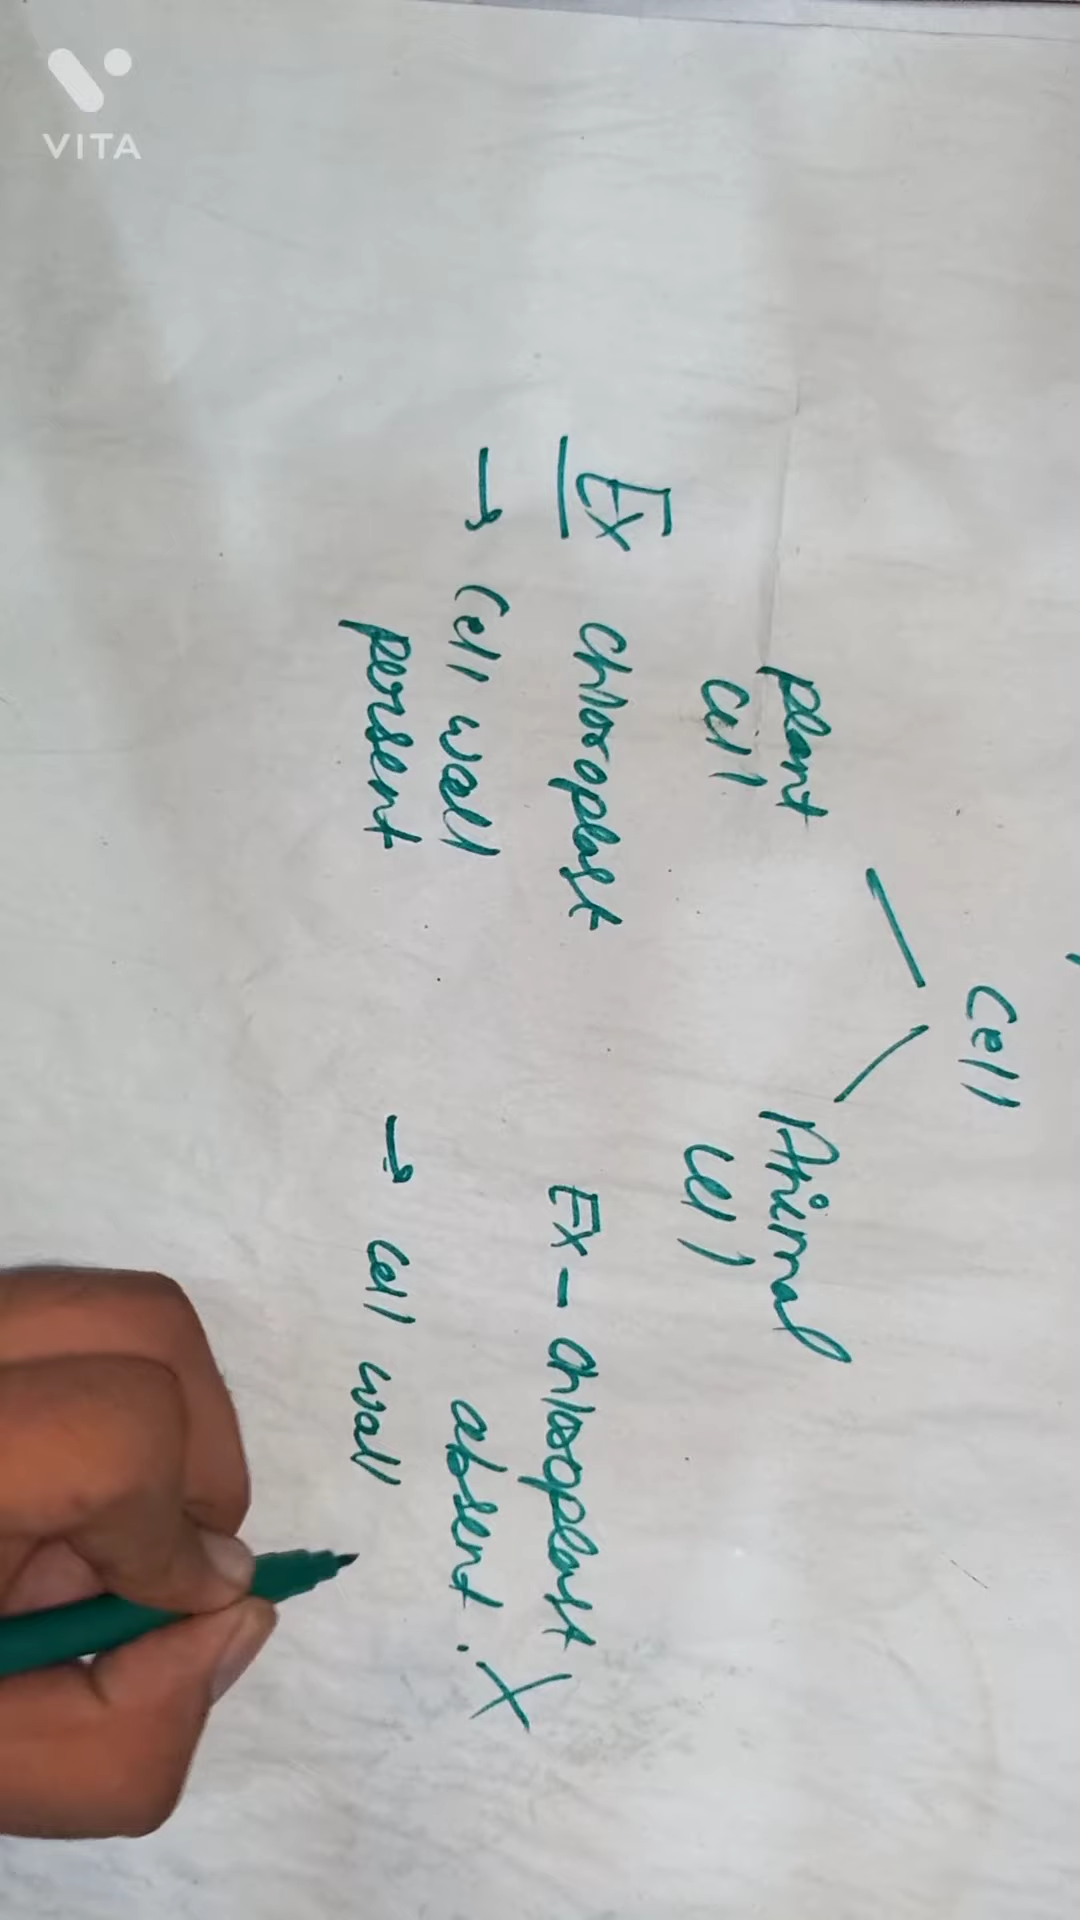 VITA
Cell
Plant
Cell
Animal
Cell
Ex chloroplast
→ Cell wall
persent
Ex - chloroplast
absent. X
→ Cell wall